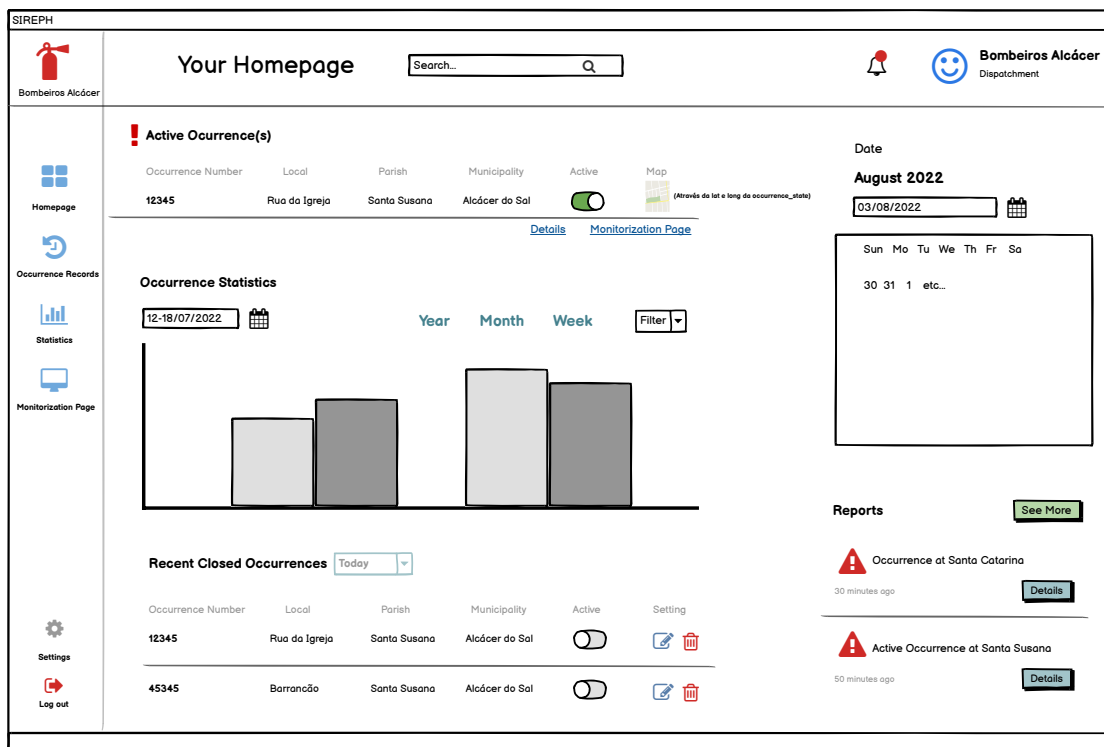 SIREPH
Bombeiros Alcácer
Your Homepage
Search...
Bombeiros Alcácer
Dispatchment
Homepage
Occurrence Records
Statistics
Monitorization Page
Settings
Log out
Active Ocurrence(s)
Occurrence Number Local Parish Municipality Active Map
12345 Rua da Igreja Santa Susana Alcácer do Sal (Através da lat e long da occurrence_state)
Details Monitorization Page
Occurrence Statistics
12-18/07/2022 Year Month Week Filter
Recent Closed Occurrences Today
Occurrence Number Local Parish Municipality Active Setting
12345 Rua da Igreja Santa Susana Alcácer do Sal
45345 Barrancão Santa Susana Alcácer do Sal
Date
August 2022
03/08/2022
Sun Mo Tu We Th Fr Sa
30 31 1 etc...
Reports See More
Occurrence at Santa Catarina
30 minutes ago Details
Active Occurrence at Santa Susana
50 minutes ago Details